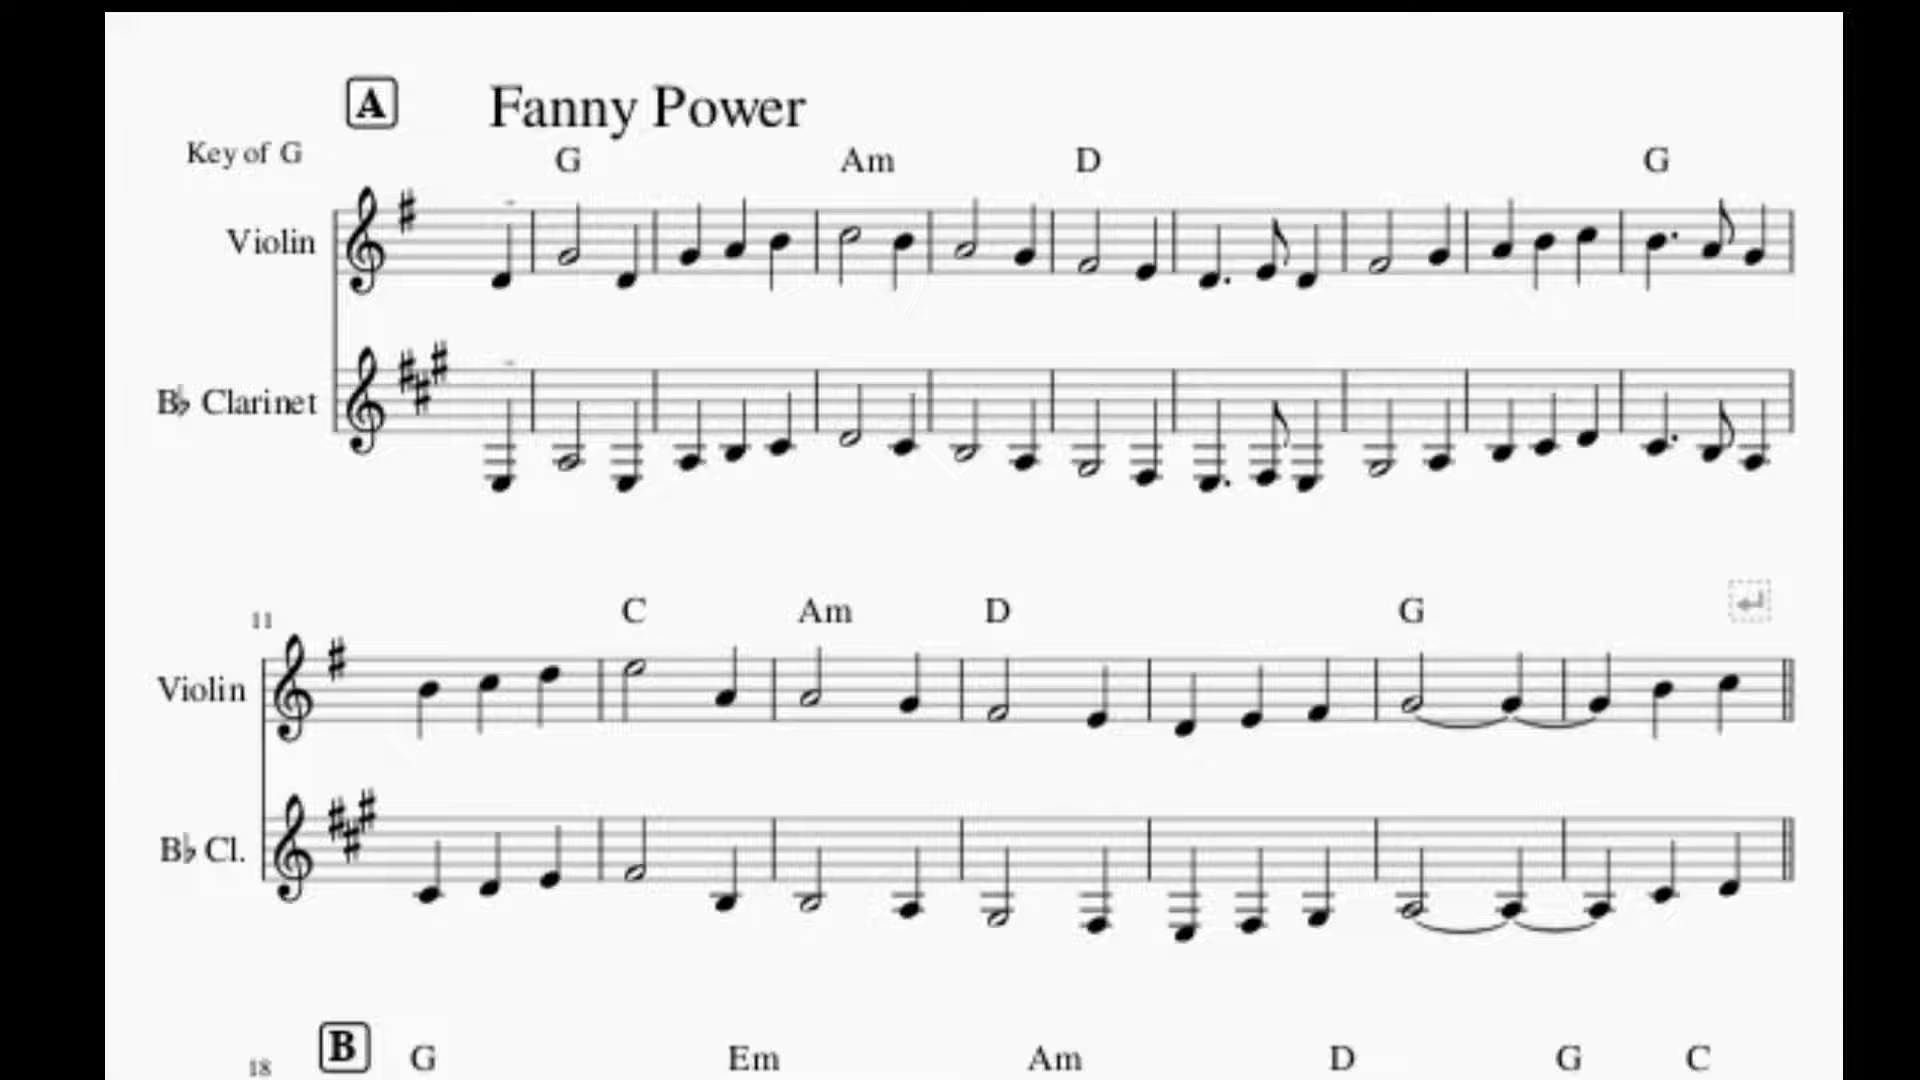 A Fanny Power
Key of G
G Am D G
Violin
B♭ Clarinet
11 C Am D G
Violin
B♭ Cl.
18 B G Em Am D G C